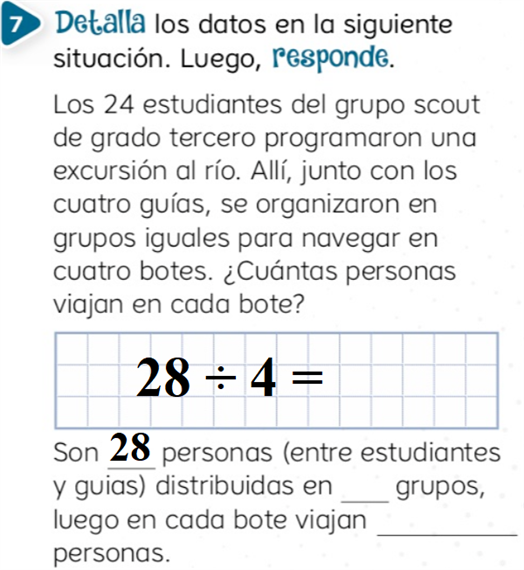 7 Detalla los datos en la siguiente
situación. Luego, responde.
Los 24 estudiantes del grupo scout
de grado tercero programaron una
excursión al río. Allí, junto con los
cuatro guías, se organizaron en
grupos iguales para navegar en
cuatro botes. ¿Cuántas personas
viajan en cada bote?
28 ÷ 4 =
Son 28 personas (entre estudiantes
y guias) distribuidas en ____ grupos,
luego en cada bote viajan ________
personas.